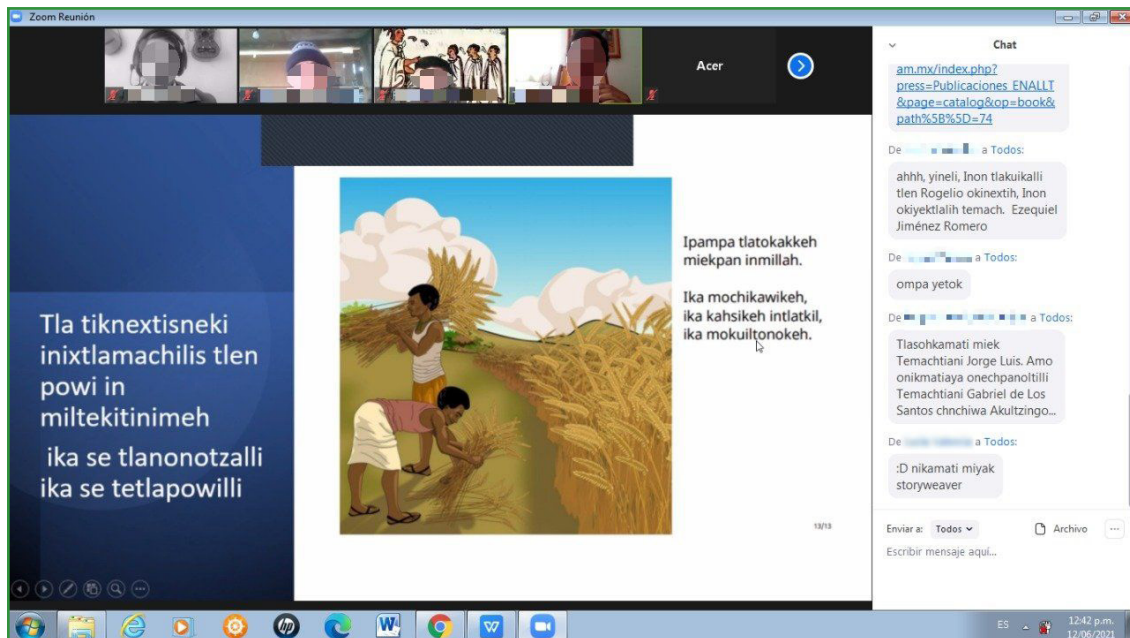 Zoom Reunión
Acer
Tla tiknextisneki
inixtlamachilis tlen
powi in
miltekitinimeh
ika se tlanonotzalli
ika se tetlapowilli
Ipampa tlatokakkeh
miekpan inmillah.
Ika mochikawikeh,
ika kahsikeh intlatkil,
ika mokuiltonokeh.
13/13
Chat
am.mx/index.php?
press=Publicaciones_ENALLT
&page=catalog&op=book&
path%5B%5D=74
De a Todos:
ahhh, yineli, Inon tlakuikalli
tlen Rogelio okinextih, Inon
okiyektlalih temach. Ezequiel
Jiménez Romero
De a Todos:
ompa yetok
De a Todos:
Tlasohkamati miek
Temachtiani Jorge Luis. Amo
onikmatiaya onechpanoltilli
Temachtiani Gabriel de Los
Santos chnchiwa Akultzingo...
De a Todos:
:D nikamati miyak
storyweaver
Enviar a: Todos
Archivo
Escribir mensaje aquí...
ES
12:42 p.m.
12/06/2021